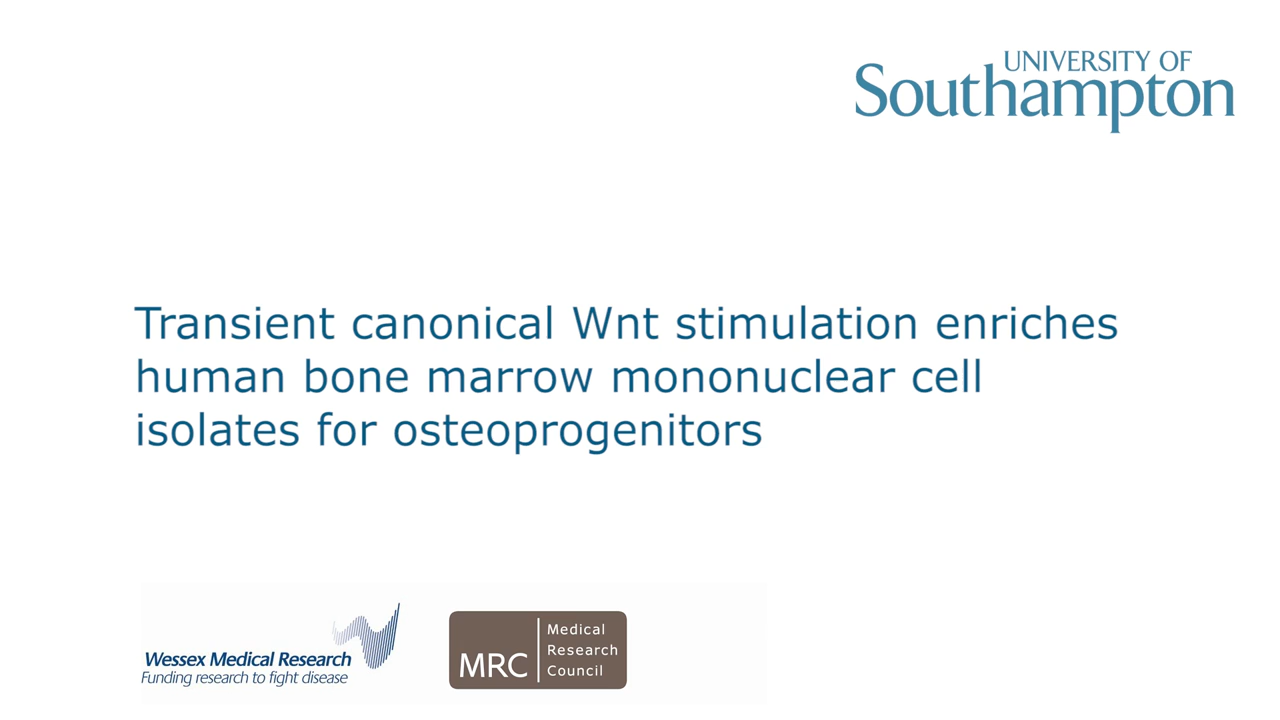 UNIVERSITY OF
Southampton
Transient canonical Wnt stimulation enriches
human bone marrow mononuclear cell
isolates for osteoprogenitors
Wessex Medical Research
Funding research to fight disease
MRC
Medical
Research
Council